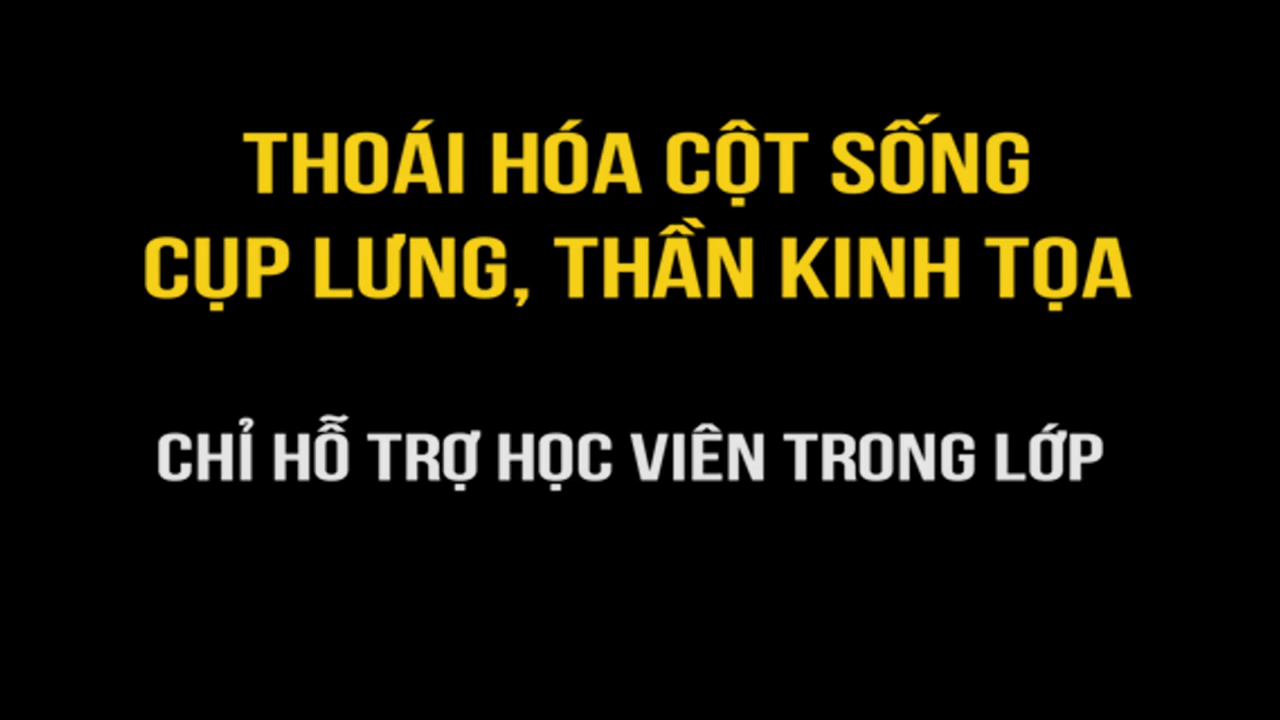 THOÁI HÓA CỘT SỐNG
CỤP LƯNG, THẦN KINH TỌA
CHỈ HỖ TRỢ HỌC VIÊN TRONG LỚP